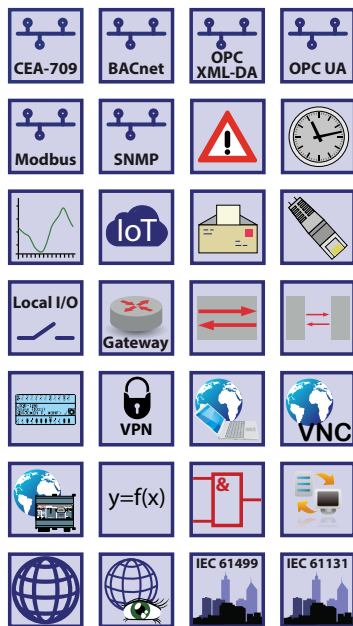 CEA-709
BACnet
OPC
XML-DA
OPC UA
Modbus
SNMP
IoT
Local I/O
Gateway
VPN
VNC
y=f(x)
&
IEC 61499
IEC 61131